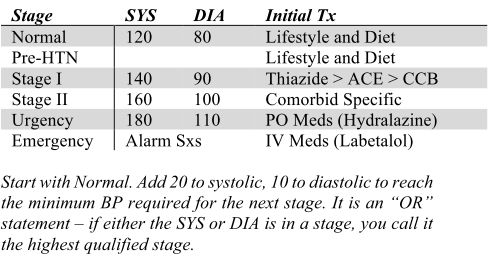 Stage SYS DIA Initial Tx
Normal 120 80 Lifestyle and Diet
Pre-HTN Lifestyle and Diet
Stage I 140 90 Thiazide > ACE > CCB
Stage II 160 100 Comorbid Specific
Urgency 180 110 PO Meds (Hydralazine)
Emergency Alarm Sxs IV Meds (Labetalol)
Start with Normal. Add 20 to systolic, 10 to diastolic to reach
the minimum BP required for the next stage. It is an “OR”
statement – if either the SYS or DIA is in a stage, you call it
the highest qualified stage.